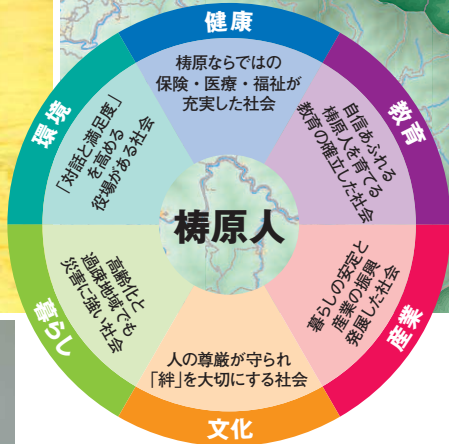 健康
梼原ならではの
保険・医療・福祉が
充実した社会
教育
自信あふれる
梼原人を育てる
教育の確立した社会
産業
暮らしの安定と
産業の振興
発展した社会
文化
人の尊厳が守られ
「絆」を大切にする社会
暮らし
高齢化と
過疎地域でも
災害に強い社会
環境
「対話と満足度」
を高める
役場がある社会
梼原人